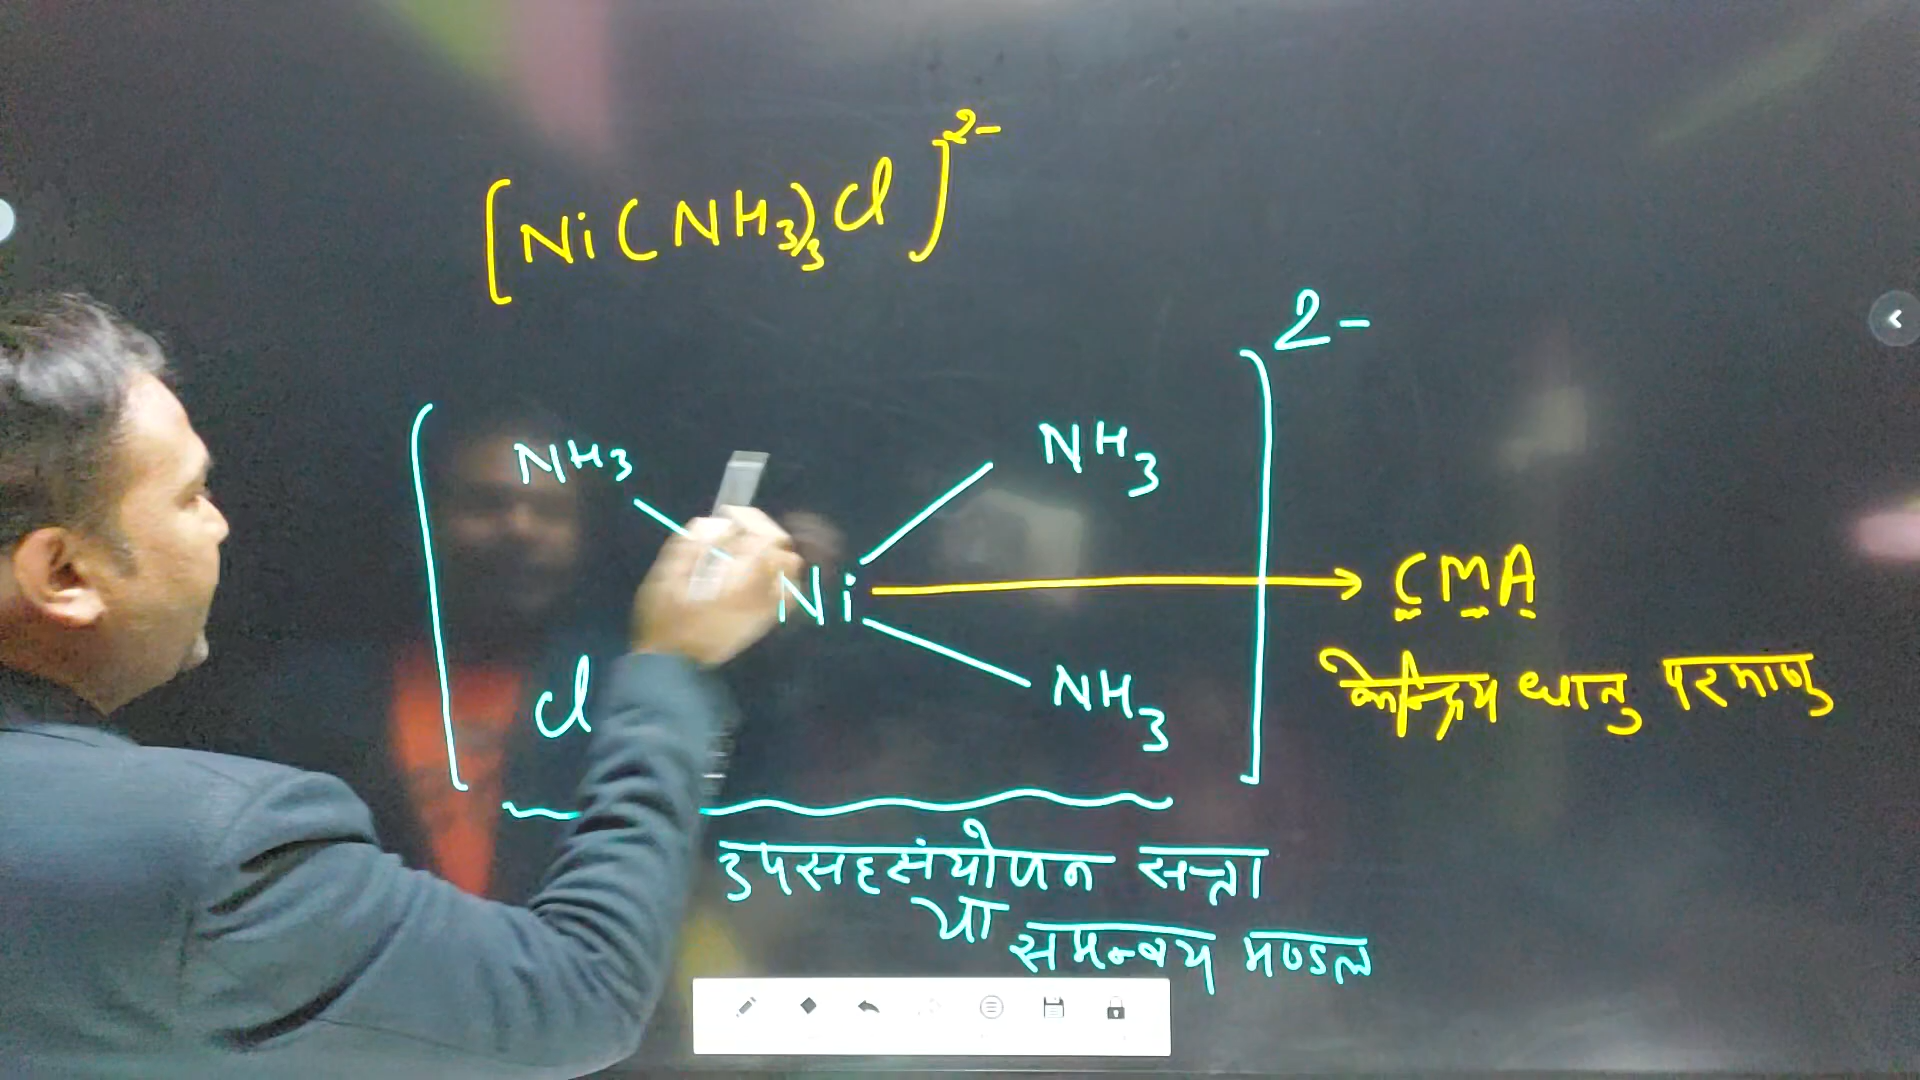 [Ni(NH₃)₃Cl]²⁻
2-
NH₃ NH₃
Ni
CMA
Cl NH₃
केन्द्रिय धातु परमाणु
उपसहसंयोजन सत्ता
या
समन्वय मण्डल